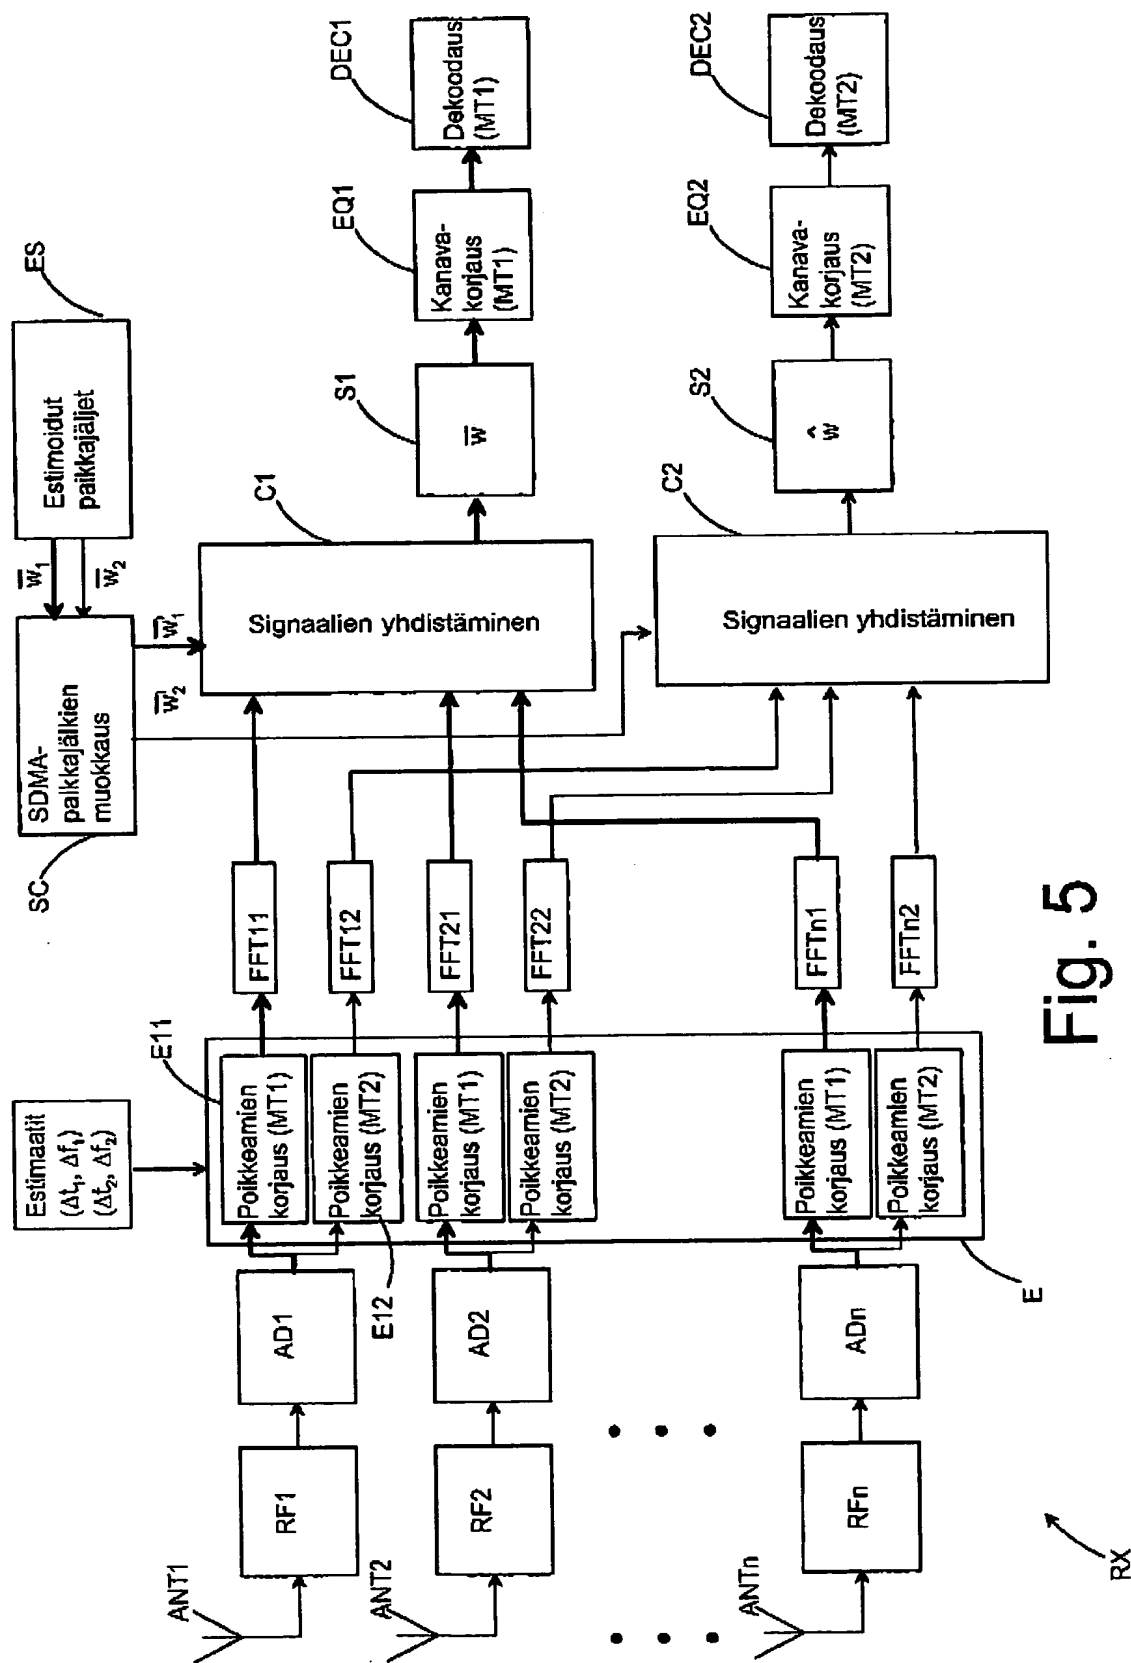 ANT1
RF1
AD1
ANT2
RF2
AD2
ANTn
RFn
ADn
RX
Estimaatit
(Δt₁, Δf₁)
(Δt₂, Δf₂)
E11
Poikkeamien
korjaus (MT1)
Poikkeamien
korjaus (MT2)
E12
Poikkeamien
korjaus (MT1)
Poikkeamien
korjaus (MT2)
Poikkeamien
korjaus (MT1)
Poikkeamien
korjaus (MT2)
E
FFT11
FFT12
FFT21
FFT22
FFTn1
FFTn2
SC
SDMA-
paikkajälkien
muokkaus
w̅₁
w̅₂
Estimoidut
paikkajäljet
ES
w̅₁
w̅₂
C1
Signaalien yhdistäminen
C2
Signaalien yhdistäminen
S1
w̅
S2
ŵ
EQ1
Kanava-
korjaus
(MT1)
EQ2
Kanava-
korjaus
(MT2)
DEC1
Dekoodaus
(MT1)
DEC2
Dekoodaus
(MT2)
Fig. 5